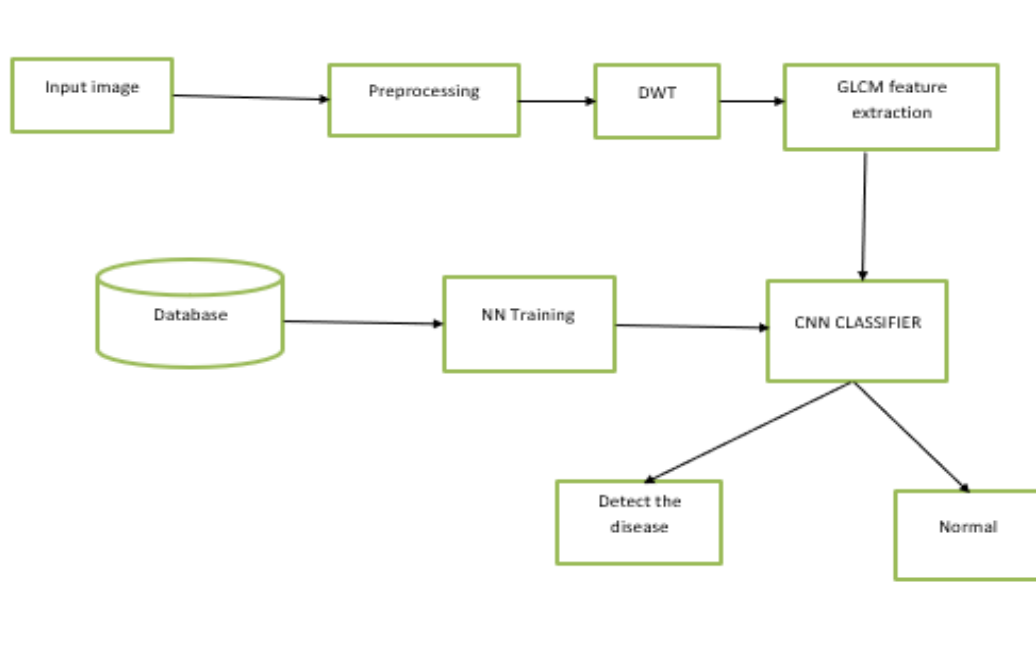 Input image
Preprocessing
DWT
GLCM feature
extraction
Database
NN Training
CNN CLASSIFIER
Detect the
disease
Normal